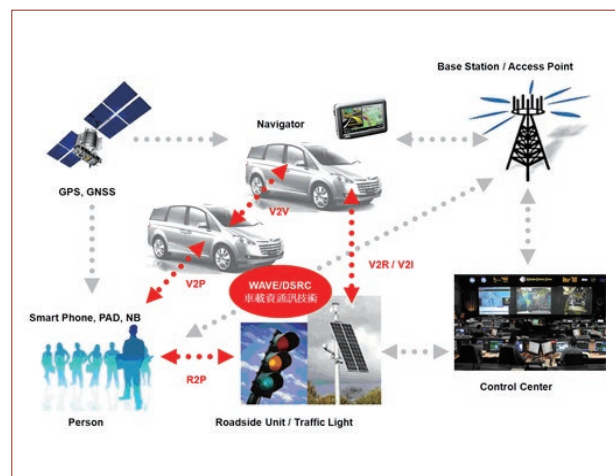 Base Station / Access Point
Navigator
GPS, GNSS
V2V
V2P
V2R / V2I
WAVE/DSRC
車載資通訊技術
Smart Phone, PAD, NB
R2P
Control Center
Person
Roadside Unit / Traffic Light